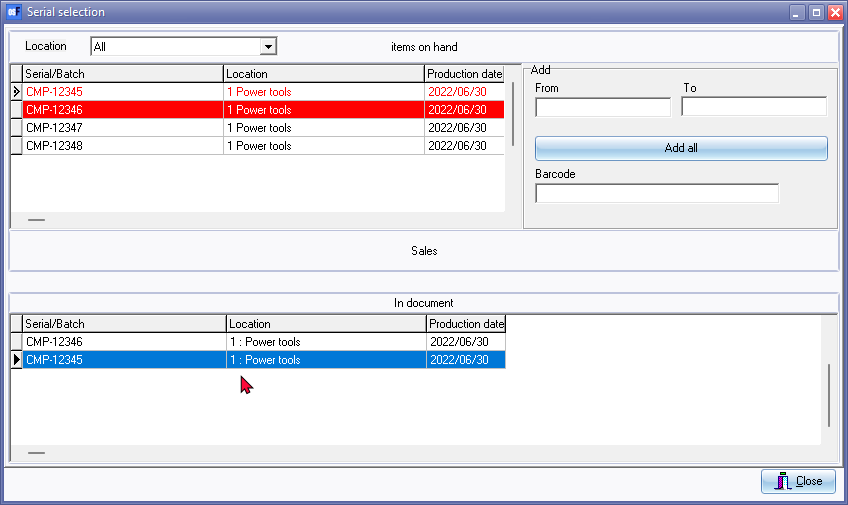 Serial selection
Location All items on hand
Serial/Batch Location Production date
CMP-12345 1 Power tools 2022/06/30
CMP-12346 1 Power tools 2022/06/30
CMP-12347 1 Power tools 2022/06/30
CMP-12348 1 Power tools 2022/06/30
Add
From To
Add all
Barcode
Sales
In document
Serial/Batch Location Production date
CMP-12346 1 : Power tools 2022/06/30
CMP-12345 1 : Power tools 2022/06/30
Close